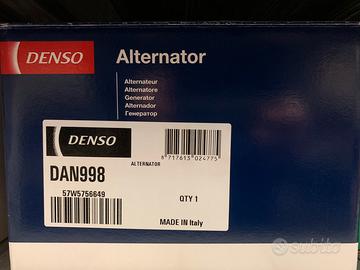 DENSO
Alternator
Alternateur
Alternatore
Generator
Alternador
Генератор
DENSO
8 717613 024775
ALTERNATOR
DAN998
57W5756649
QTY 1
MADE IN Italy
subito